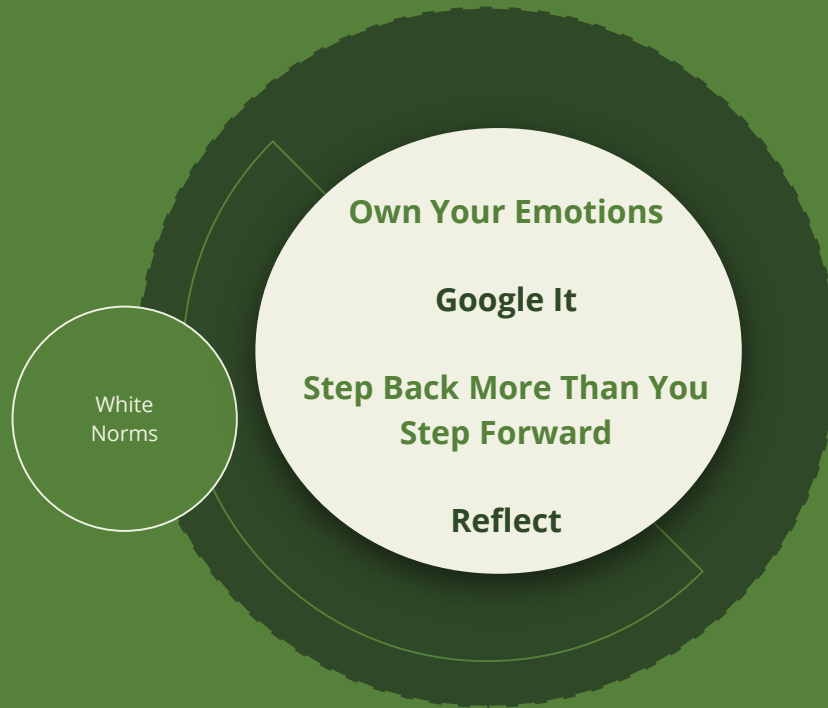 Own Your Emotions
Google It
Step Back More Than You
Step Forward
Reflect
White
Norms